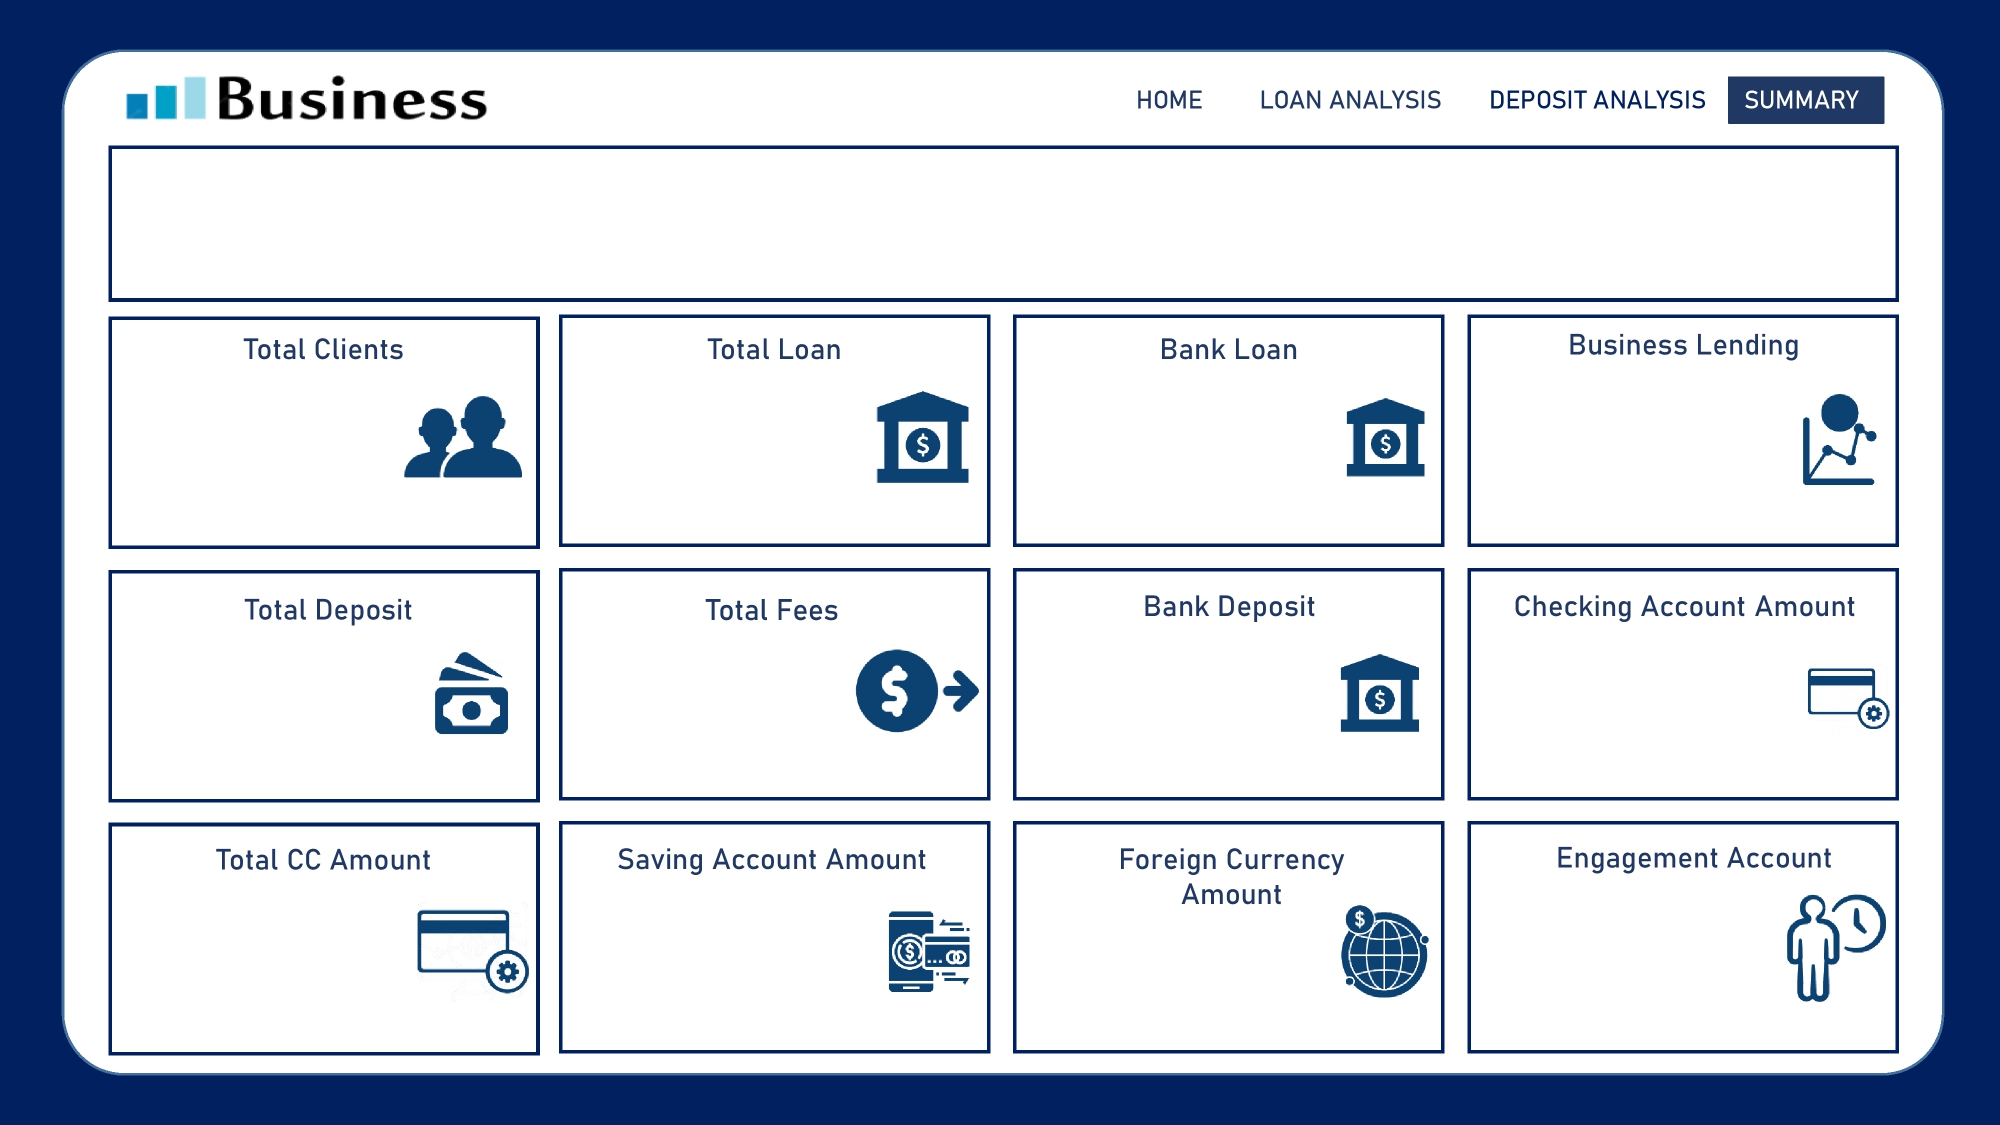 Business
HOME
LOAN ANALYSIS
DEPOSIT ANALYSIS
SUMMARY
Total Clients
Total Loan
$
Bank Loan
$
Business Lending
Total Deposit
Total Fees
$
Bank Deposit
$
Checking Account Amount
Total CC Amount
Saving Account Amount
$
Foreign Currency
Amount
$
Engagement Account